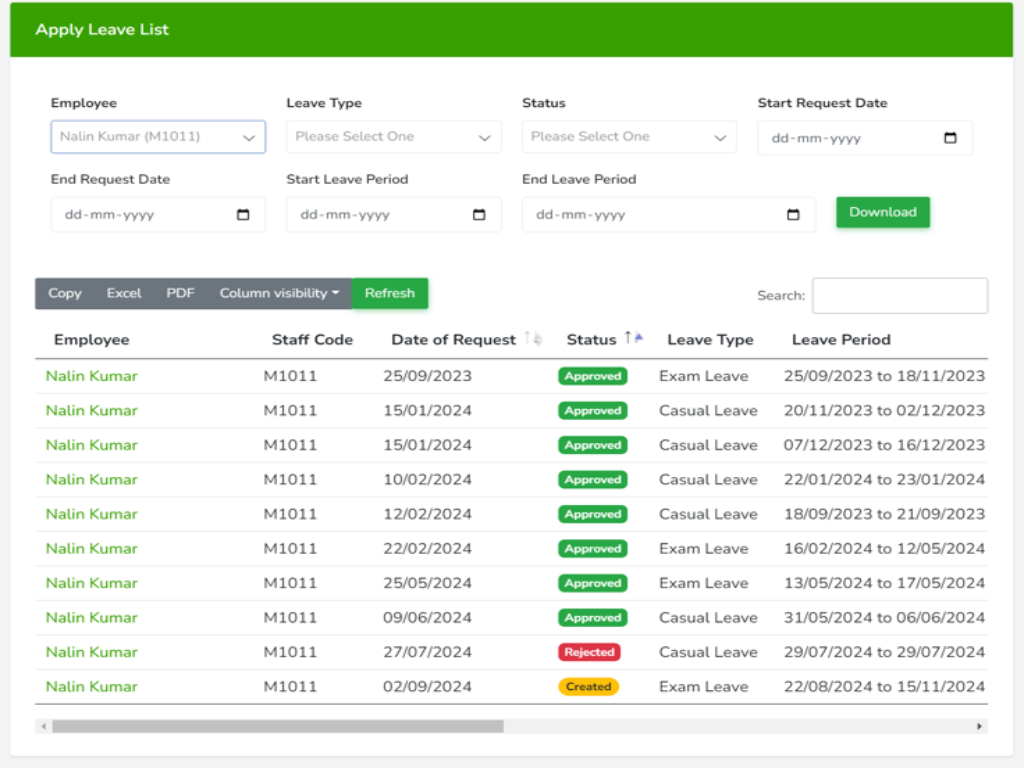 Apply Leave List
Employee Leave Type Status Start Request Date
Nalin Kumar (M1011) Please Select One Please Select One dd-mm-yyyy
End Request Date Start Leave Period End Leave Period
dd-mm-yyyy dd-mm-yyyy dd-mm-yyyy Download
Copy Excel PDF Column visibility Refresh Search:
Employee Staff Code Date of Request Status Leave Type Leave Period
Nalin Kumar M1011 25/09/2023 Approved Exam Leave 25/09/2023 to 18/11/2023
Nalin Kumar M1011 15/01/2024 Approved Casual Leave 20/11/2023 to 02/12/2023
Nalin Kumar M1011 15/01/2024 Approved Casual Leave 07/12/2023 to 16/12/2023
Nalin Kumar M1011 10/02/2024 Approved Casual Leave 22/01/2024 to 23/01/2024
Nalin Kumar M1011 12/02/2024 Approved Casual Leave 18/09/2023 to 21/09/2023
Nalin Kumar M1011 22/02/2024 Approved Exam Leave 16/02/2024 to 12/05/2024
Nalin Kumar M1011 25/05/2024 Approved Exam Leave 13/05/2024 to 17/05/2024
Nalin Kumar M1011 09/06/2024 Approved Casual Leave 31/05/2024 to 06/06/2024
Nalin Kumar M1011 27/07/2024 Rejected Casual Leave 29/07/2024 to 29/07/2024
Nalin Kumar M1011 02/09/2024 Created Exam Leave 22/08/2024 to 15/11/2024